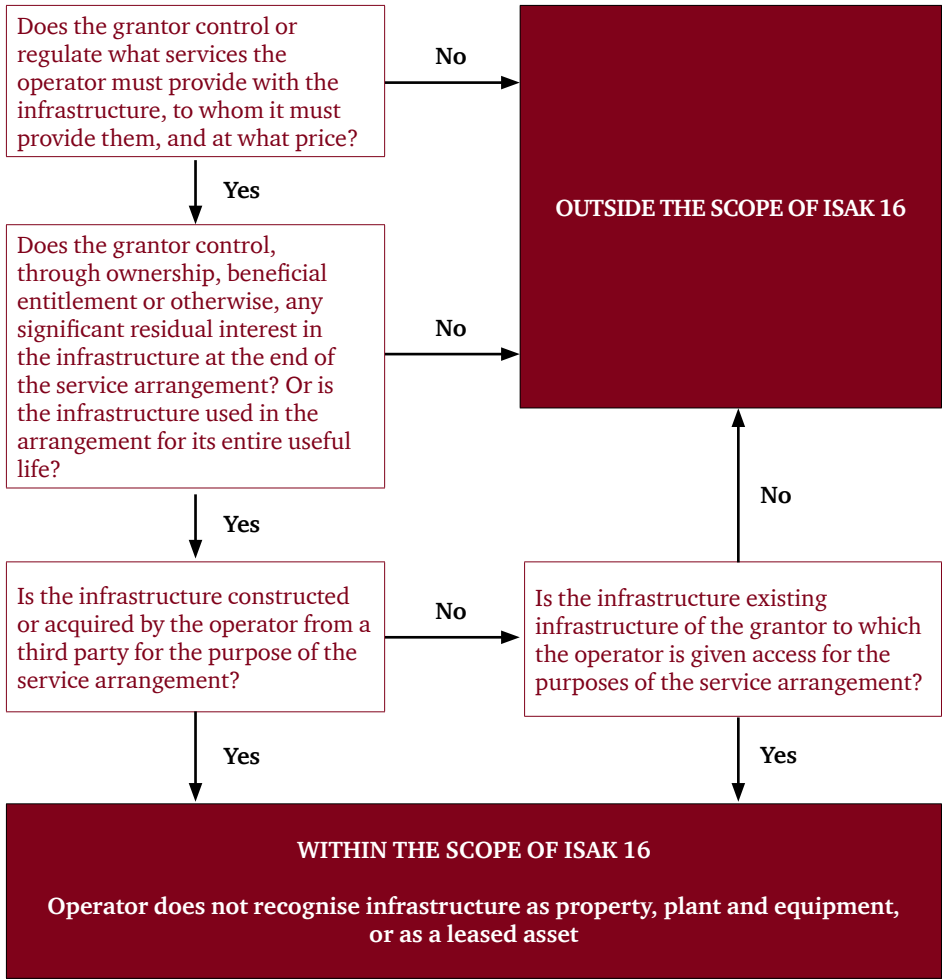 Does the grantor control or
regulate what services the
operator must provide with the
infrastructure, to whom it must
provide them, and at what price?
No
OUTSIDE THE SCOPE OF ISAK 16
Yes
Does the grantor control,
through ownership, beneficial
entitlement or otherwise, any
significant residual interest in
the infrastructure at the end of
the service arrangement? Or is
the infrastructure used in the
arrangement for its entire useful
life?
No
Yes
No
Is the infrastructure constructed
or acquired by the operator from a
third party for the purpose of the
service arrangement?
No
Is the infrastructure existing
infrastructure of the grantor to which
the operator is given access for the
purposes of the service arrangement?
Yes
Yes
WITHIN THE SCOPE OF ISAK 16
Operator does not recognise infrastructure as property, plant and equipment,
or as a leased asset